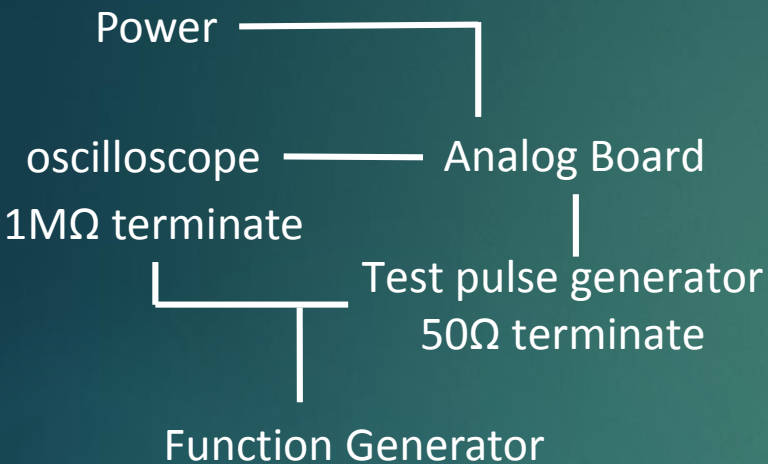 Power
oscilloscope
Analog Board
1MΩ terminate
Test pulse generator
50Ω terminate
Function Generator